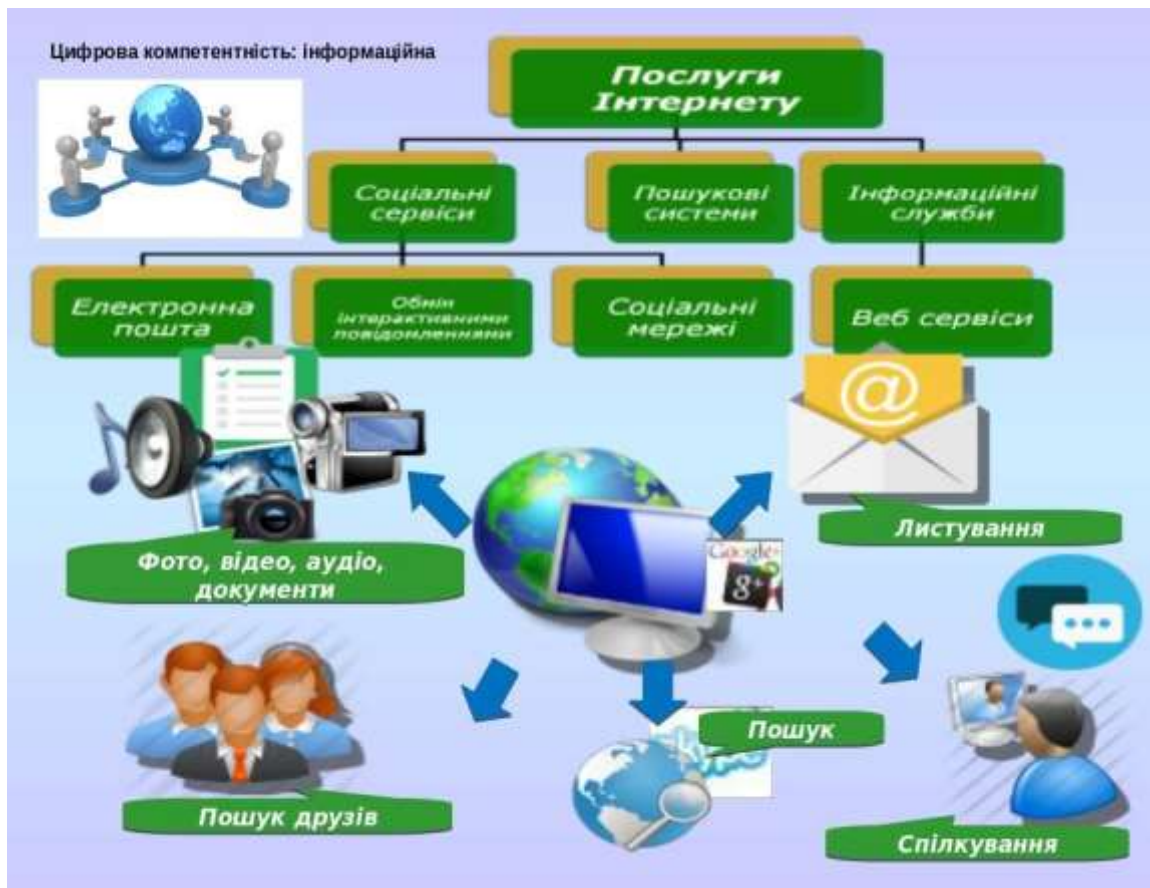 Цифрова компетентність: інформаційна
Послуги
Інтернету
Соціальні
сервіси
Пошукові
системи
Інформаційні
служби
Електронна
пошта
Обмін
інтерактивними
повідомленнями
Соціальні
мережі
Веб сервіси
@
Листування
Фото, відео, аудіо,
документи
Google+
8+
Пошук
Пошук друзів
Спілкування